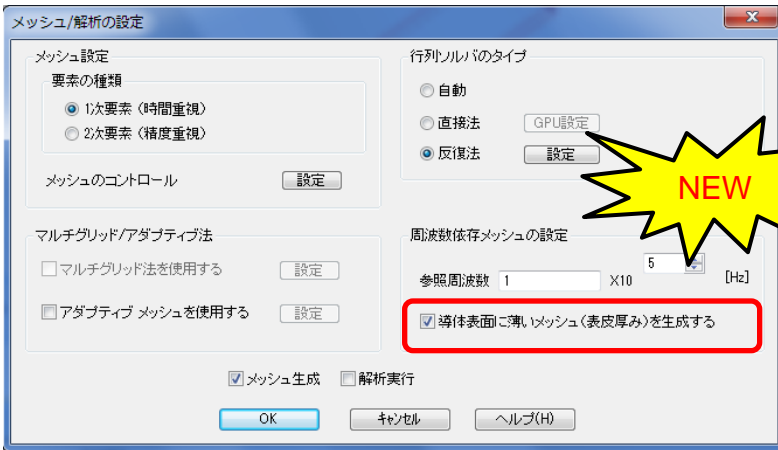 メッシュ/解析の設定
メッシュ設定
要素の種類
1次要素（時間重視）
2次要素（精度重視）
メッシュのコントロール
設定
行列ソルバのタイプ
自動
直接法
GPU設定
反復法
設定
NEW
マルチグリッド/アダプティブ法
マルチグリッド法を使用する
設定
アダプティブ メッシュを使用する
設定
周波数依存メッシュの設定
参照周波数 1 X10 5 [Hz]
導体表面に薄いメッシュ（表皮厚み）を生成する
メッシュ生成 解析実行
OK キャンセル ヘルプ(H)